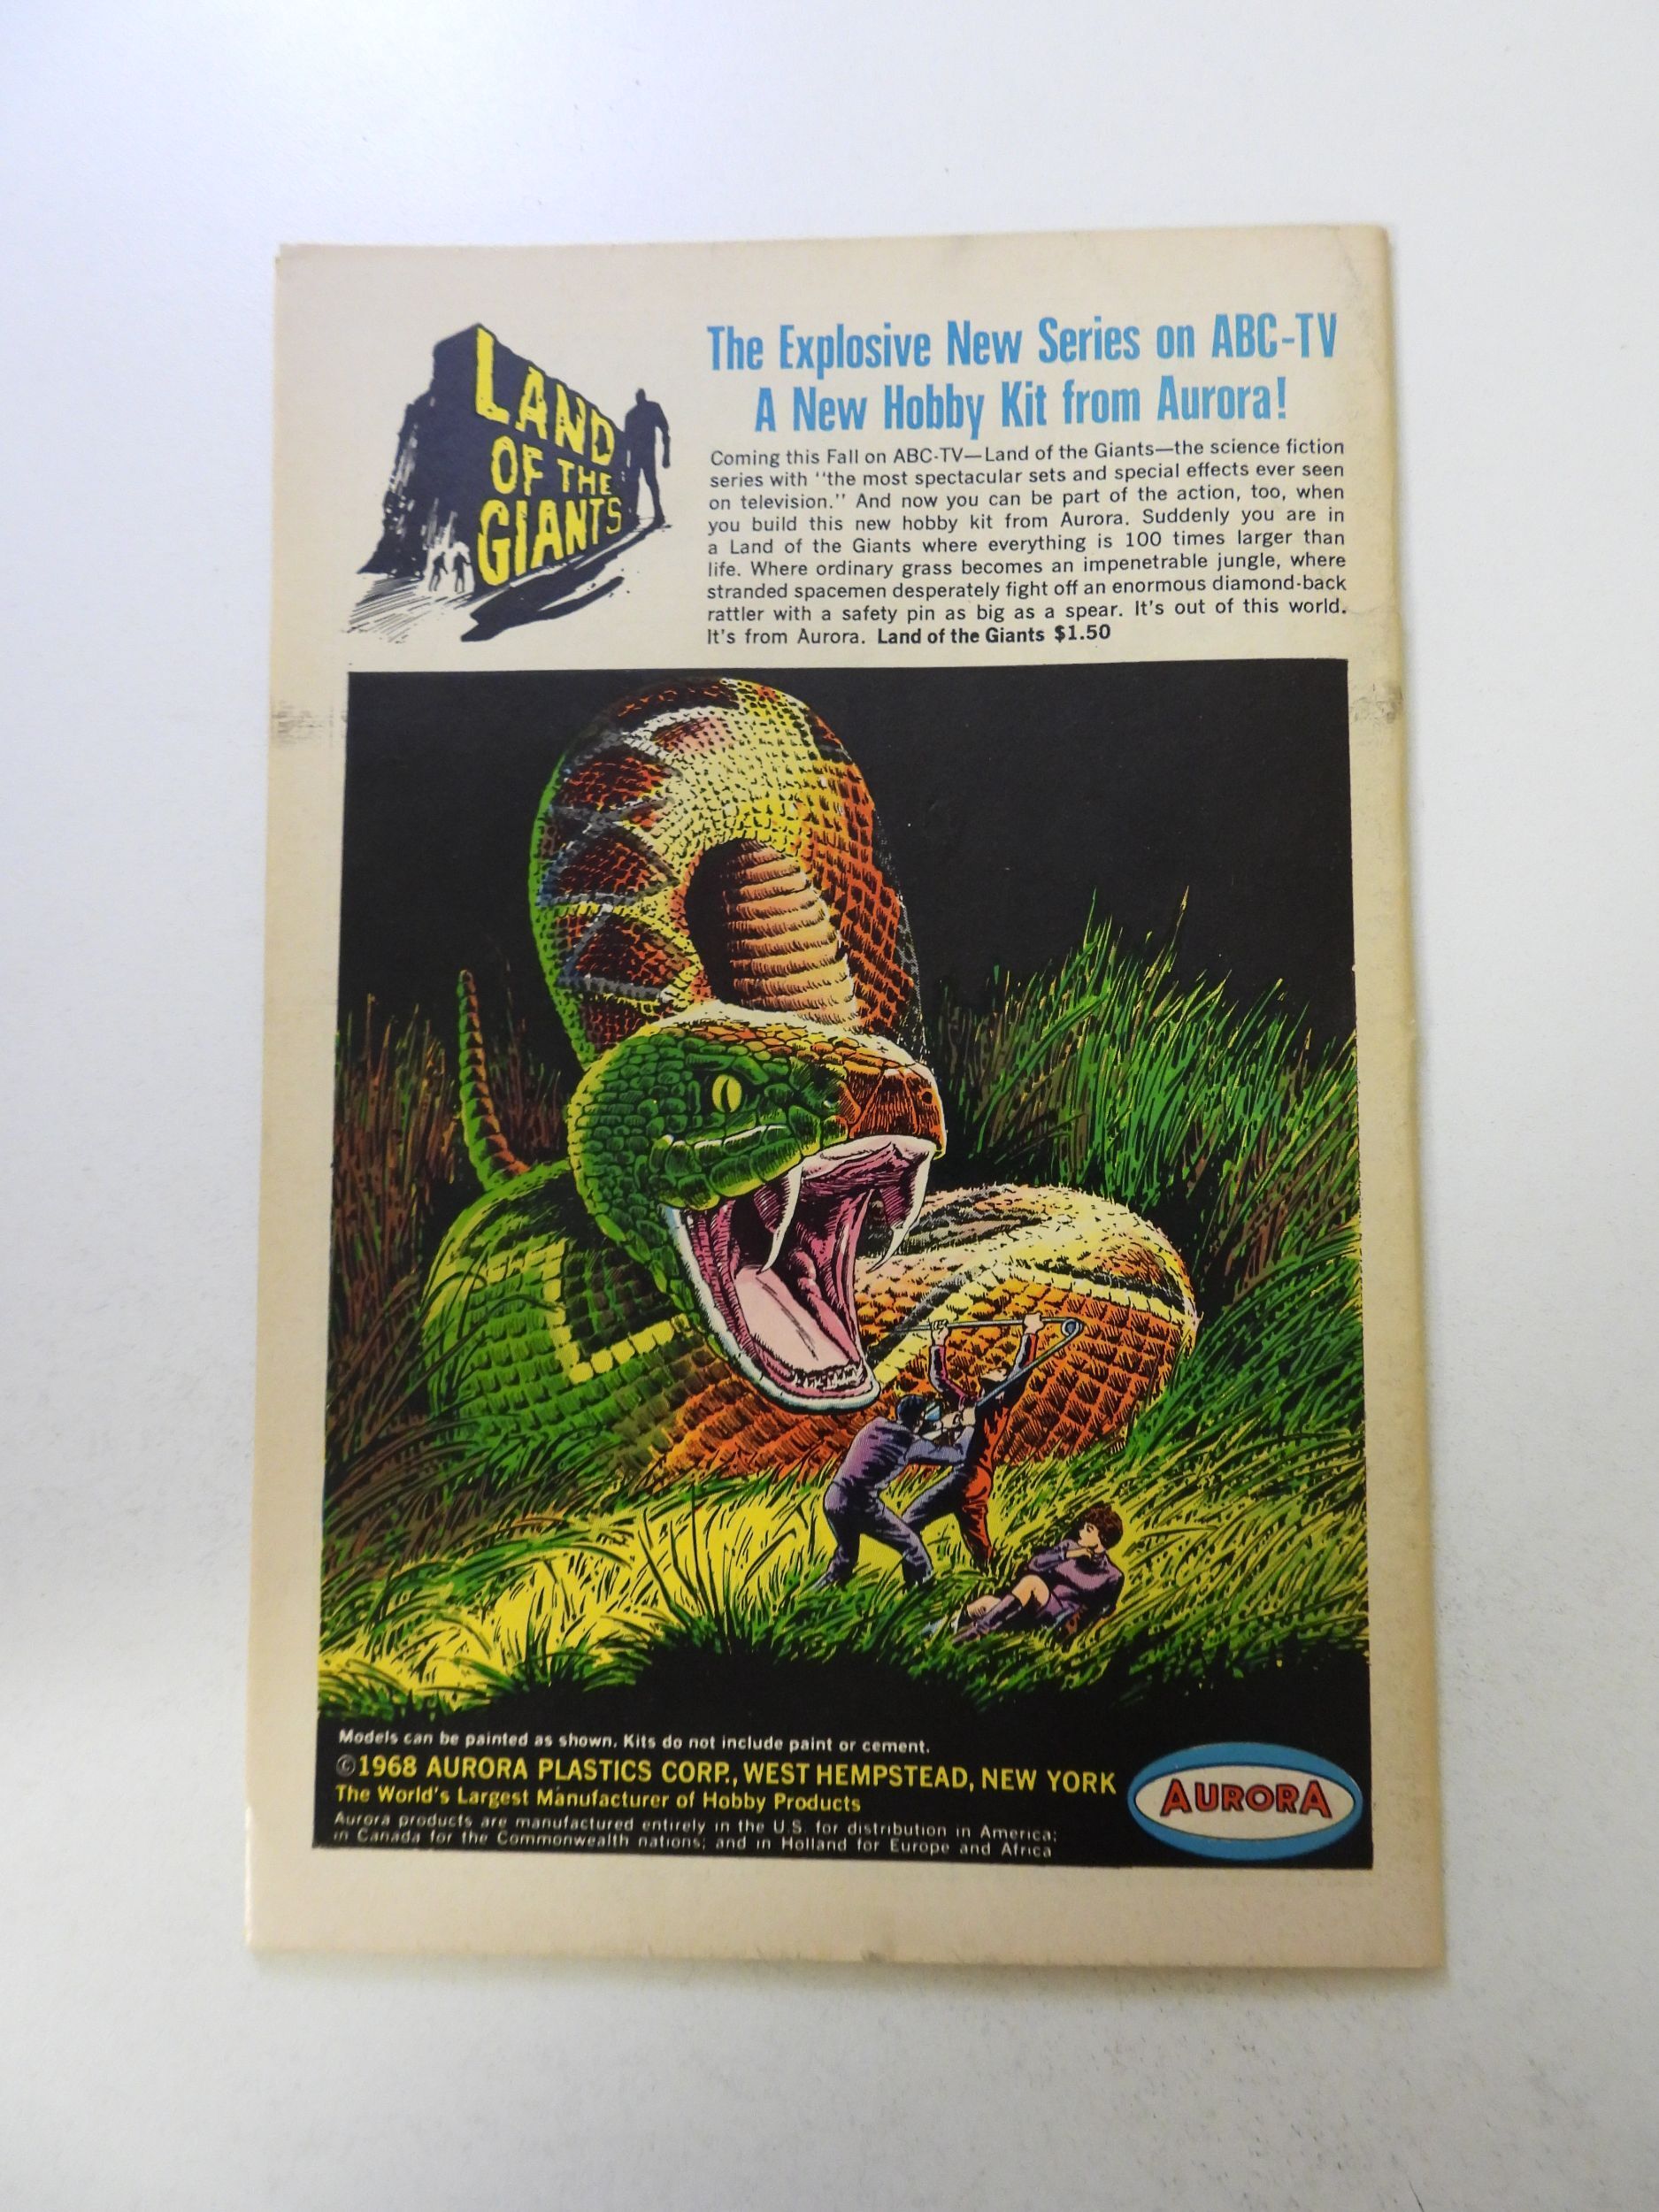 LAND
OF THE
GIANTS
The Explosive New Series on ABC-TV
A New Hobby Kit from Aurora!
Coming this Fall on ABC-TV—Land of the Giants—the science fiction
series with "the most spectacular sets and special effects ever seen
on television." And now you can be part of the action, too, when
you build this new hobby kit from Aurora. Suddenly you are in
a Land of the Giants where everything is 100 times larger than
life. Where ordinary grass becomes an impenetrable jungle, where
stranded spacemen desperately fight off an enormous diamond-back
rattler with a safety pin as big as a spear. It's out of this world.
It's from Aurora. Land of the Giants $1.50
Models can be painted as shown. Kits do not include paint or cement.
©1968 AURORA PLASTICS CORP., WEST HEMPSTEAD, NEW YORK
The World's Largest Manufacturer of Hobby Products
Aurora products are manufactured entirely in the U.S. for distribution in America;
in Canada for the Commonwealth nations; and in Holland for Europe and Africa
AURORA